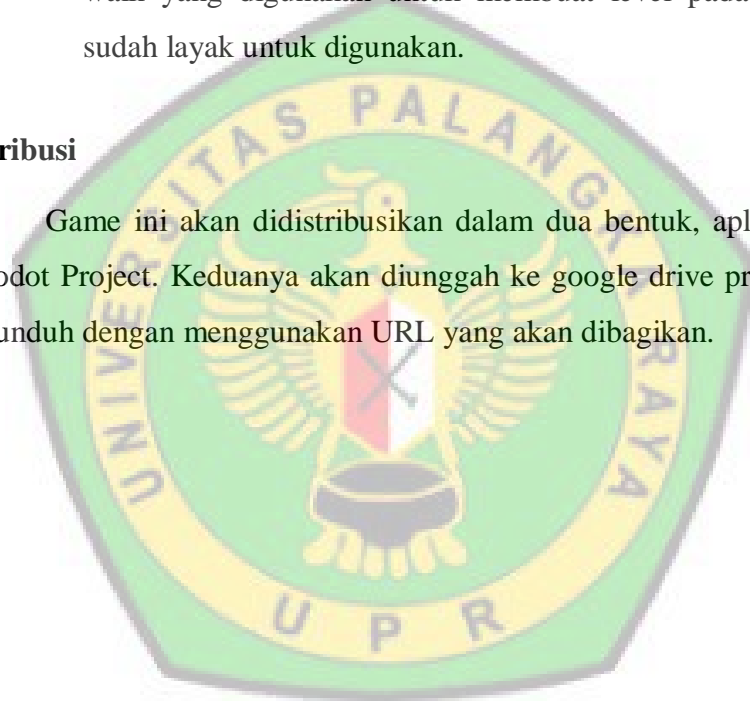 yang digunakan untuk membuat level pada
sudah layak untuk digunakan.
ribusi
Game ini akan didistribusikan dalam dua bentuk, apl
odot Project. Keduanya akan diunggah ke google drive pr
unduh dengan menggunakan URL yang akan dibagikan.
UNIVERSITAS PALANGKA RAYA
UPR